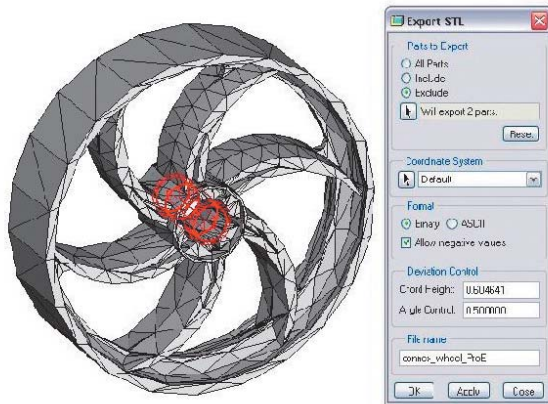 Export STL
Parts to Export
All Parts
Include
Exclude
Will export 2 parts.
Reset
Coordinate System
Default
Format
Binary
ASCII
Allow negative values
Deviation Control
Chord Height:
0.604641
Angle Control:
0.500000
File name
connex_wheel_ProE
OK
Apply
Close